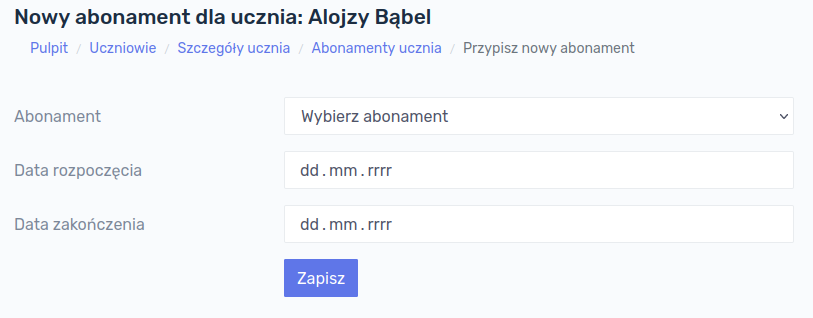 Nowy abonament dla ucznia: Alojzy Bąbel
Pulpit / Uczniowie / Szczegóły ucznia / Abonamenty ucznia / Przypisz nowy abonament
Abonament Wybierz abonament
Data rozpoczęcia dd.mm.rrrr
Data zakończenia dd.mm.rrrr
Zapisz